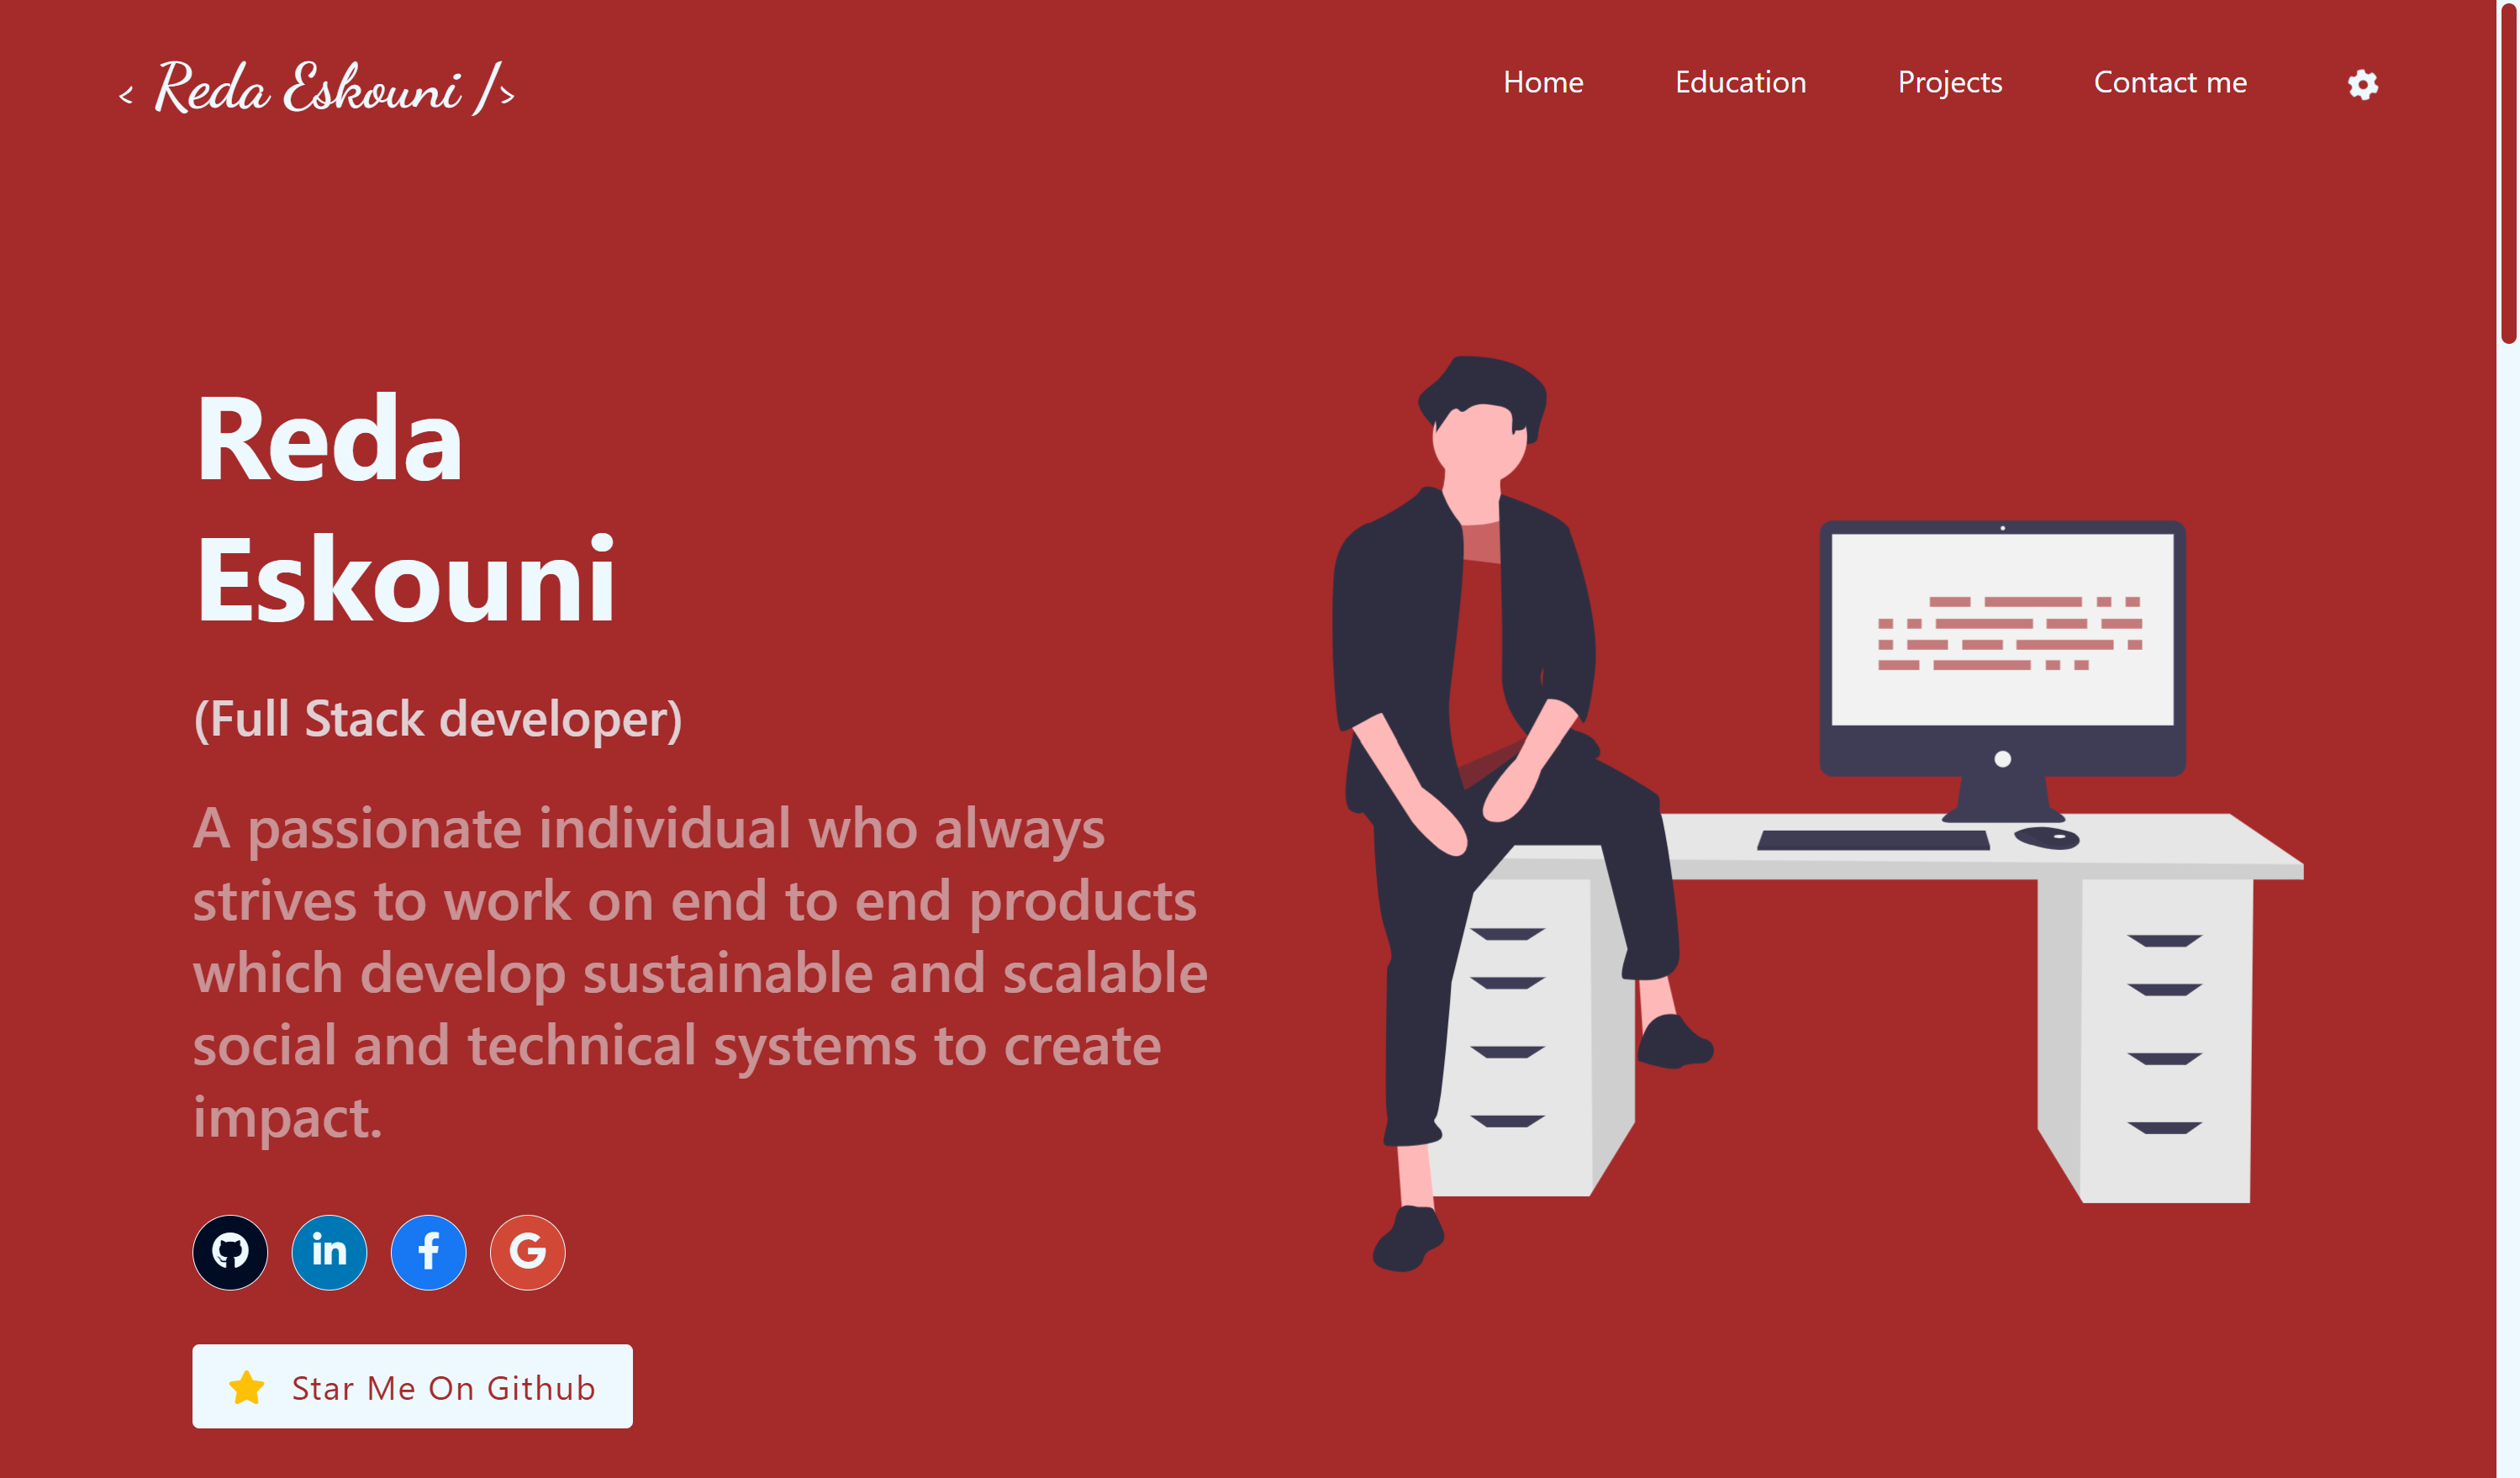 < Reda Eskouni />
Home Education Projects Contact me
Reda
Eskouni
(Full Stack developer)
A passionate individual who always
strives to work on end to end products
which develop sustainable and scalable
social and technical systems to create
impact.
Star Me On Github